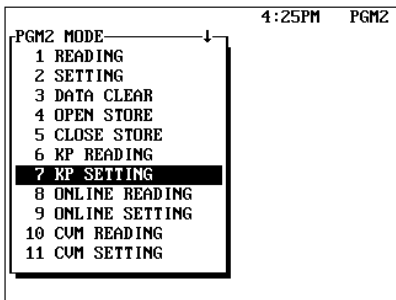 4:25PM PGM2
PGM2 MODE ↓
1 READING
2 SETTING
3 DATA CLEAR
4 OPEN STORE
5 CLOSE STORE
6 KP READING
7 KP SETTING
8 ONLINE READING
9 ONLINE SETTING
10 CVM READING
11 CVM SETTING